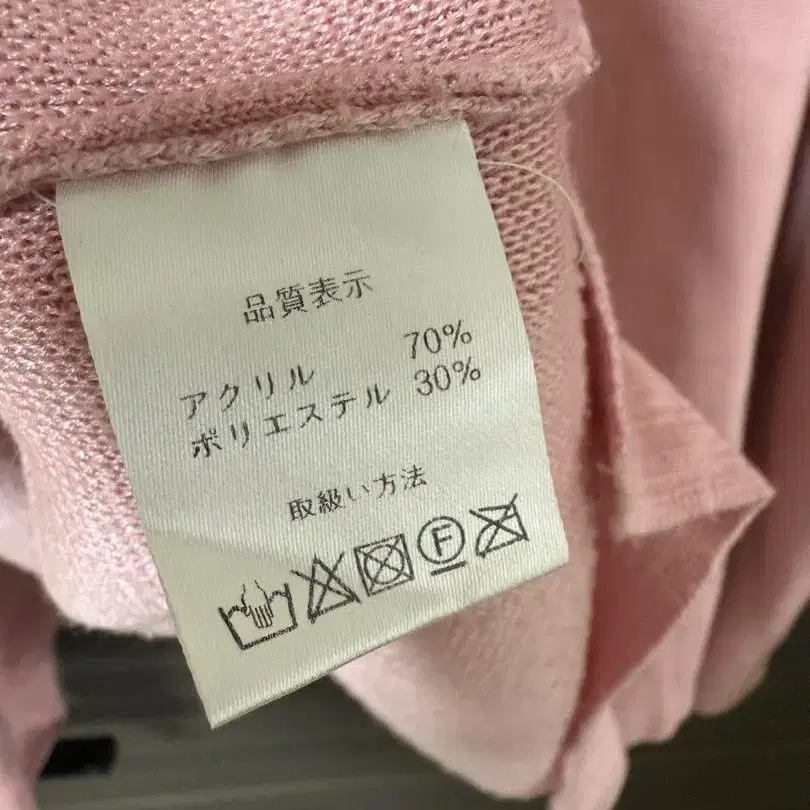 品質表示
アクリル 70%
ポリエステル 30%
取級い方法
F